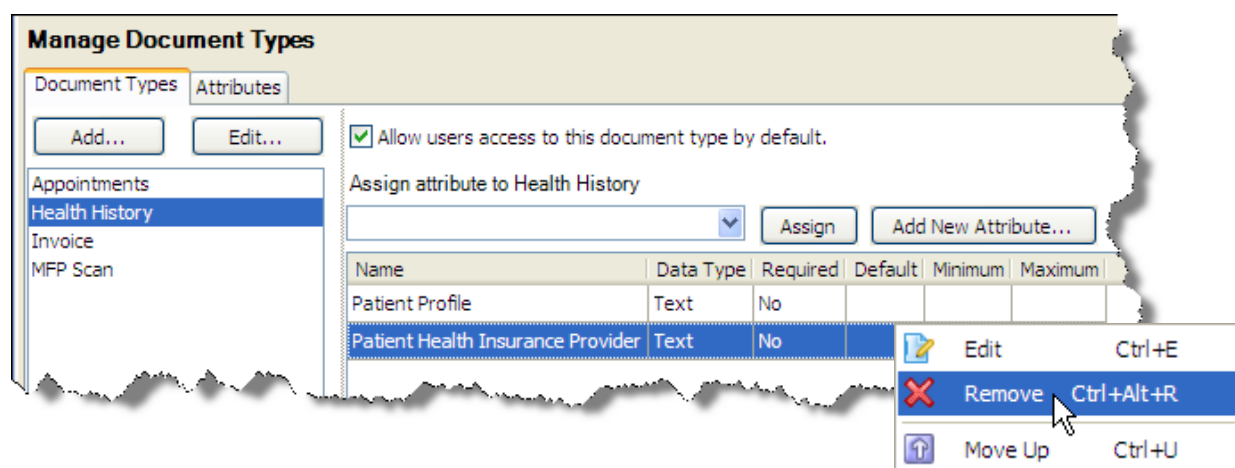 Manage Document Types
Document Types Attributes
Add... Edit...
Allow users access to this document type by default.
Appointments
Health History
Invoice
MFP Scan
Assign attribute to Health History
Assign Add New Attribute...
Name Data Type Required Default Minimum Maximum
Patient Profile Text No
Patient Health Insurance Provider Text No
Edit Ctrl+E
Remove Ctrl+Alt+R
Move Up Ctrl+U